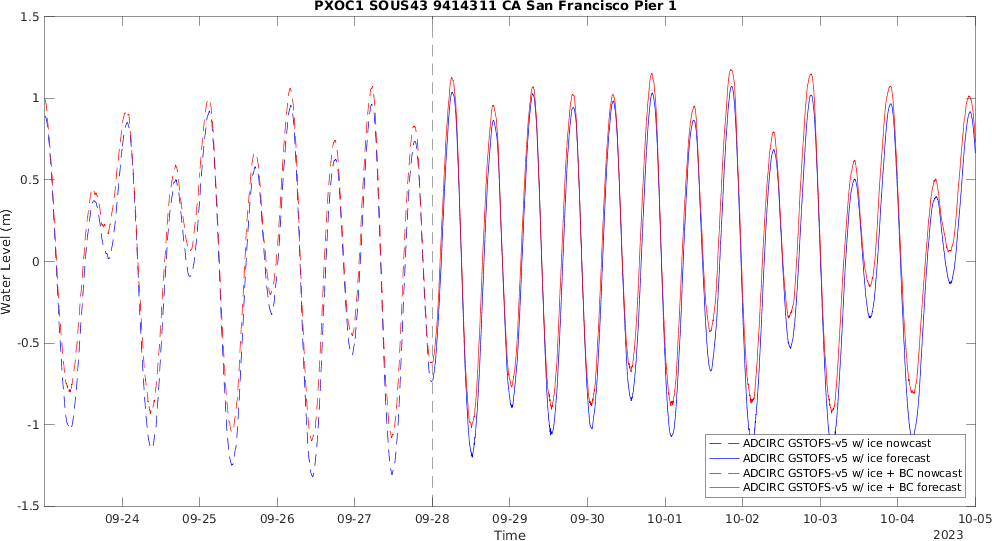 PXOC1 SOUS43 9414311 CA San Francisco Pier 1
1.5
1
0.5
0
-0.5
-1
-1.5
Water Level (m)
ADCIRC GSTOFS-v5 w/ ice nowcast
ADCIRC GSTOFS-v5 w/ ice forecast
ADCIRC GSTOFS-v5 w/ ice + BC nowcast
ADCIRC GSTOFS-v5 w/ ice + BC forecast
09-24 09-25 09-26 09-27 09-28 09-29 09-30 10-01 10-02 10-03 10-04 10-05
Time
2023